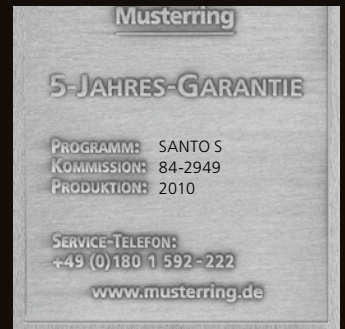 Musterring
5-JAHRES-GARANTIE
PROGRAMM: SANTO S
KOMMISSION: 84-2949
PRODUKTION: 2010
SERVICE-TELEFON:
+49 (0)180 1 592-222
www.musterring.de